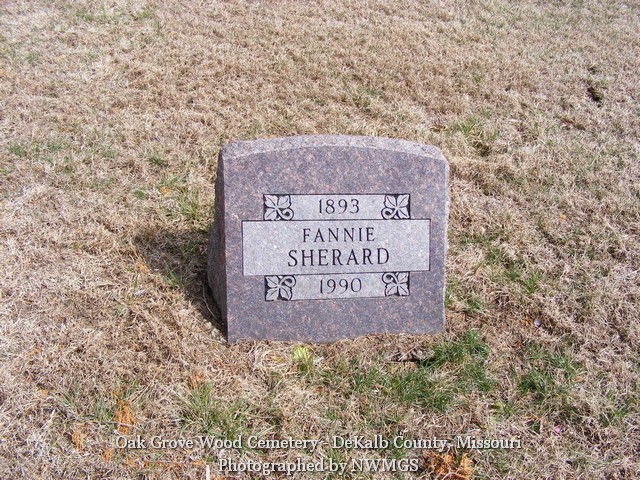 1893
FANNIE
SHERARD
1990
Oak Grove Wood Cemetery - DeKalb County, Missouri
Photographed by NWMGS